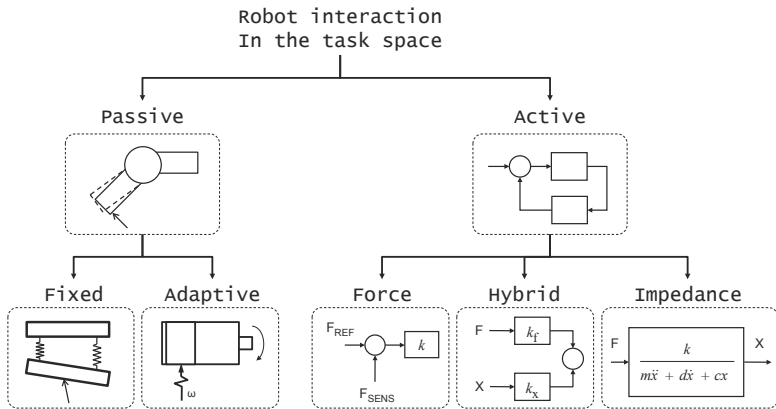 Robot interaction
In the task space
Passive
Active
Fixed
Adaptive
Force
Hybrid
Impedance
ω
F_REF
k
F_SENS
F
k_f
X
k_x
F
k
mẍ + dẋ + cx
X